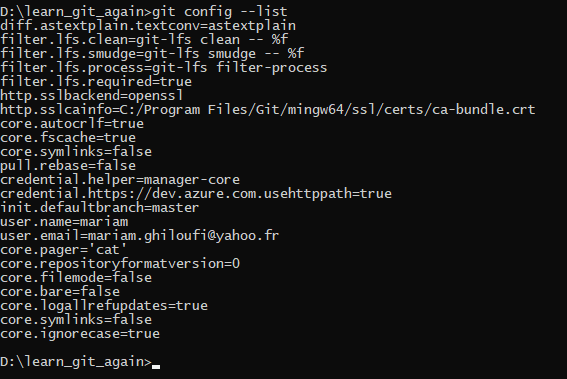 D:\learn_git_again>git config --list
diff.astextplain.textconv=astextplain
filter.lfs.clean=git-lfs clean -- %f
filter.lfs.smudge=git-lfs smudge -- %f
filter.lfs.process=git-lfs filter-process
filter.lfs.required=true
http.sslbackend=openssl
http.sslcainfo=C:/Program Files/Git/mingw64/ssl/certs/ca-bundle.crt
core.autocrlf=true
core.fscache=true
core.symlinks=false
pull.rebase=false
credential.helper=manager-core
credential.https://dev.azure.com.usehttppath=true
init.defaultbranch=master
user.name=mariam
user.email=mariam.ghiloufi@yahoo.fr
core.pager='cat'
core.repositoryformatversion=0
core.filemode=false
core.bare=false
core.logallrefupdates=true
core.symlinks=false
core.ignorecase=true
D:\learn_git_again>